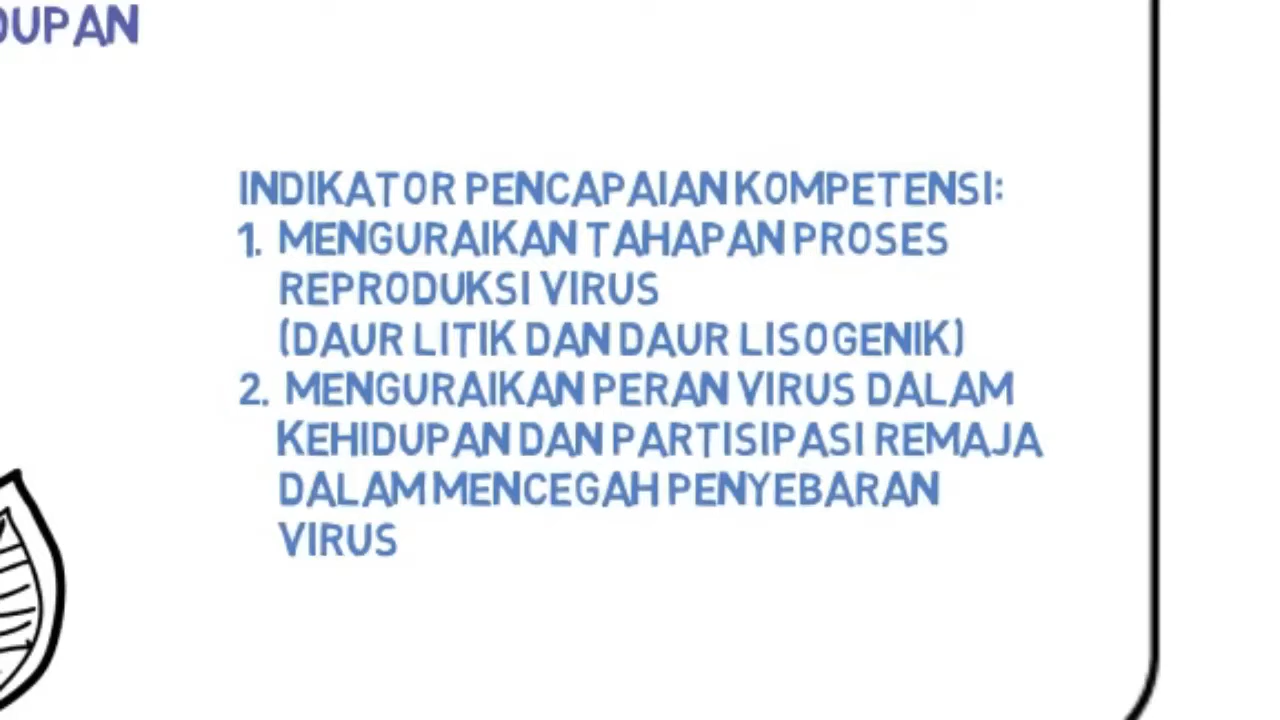 INDIKATOR PENCAPAIAN KOMPETENSI:
1. MENGURAIKAN TAHAPAN PROSES
REPRODUKSI VIRUS
(DAUR LITIK DAN DAUR LISOGENIK)
2. MENGURAIKAN PERAN VIRUS DALAM
KEHIDUPAN DAN PARTISIPASI REMAJA
DALAM MENCEGAH PENYEBARAN
VIRUS